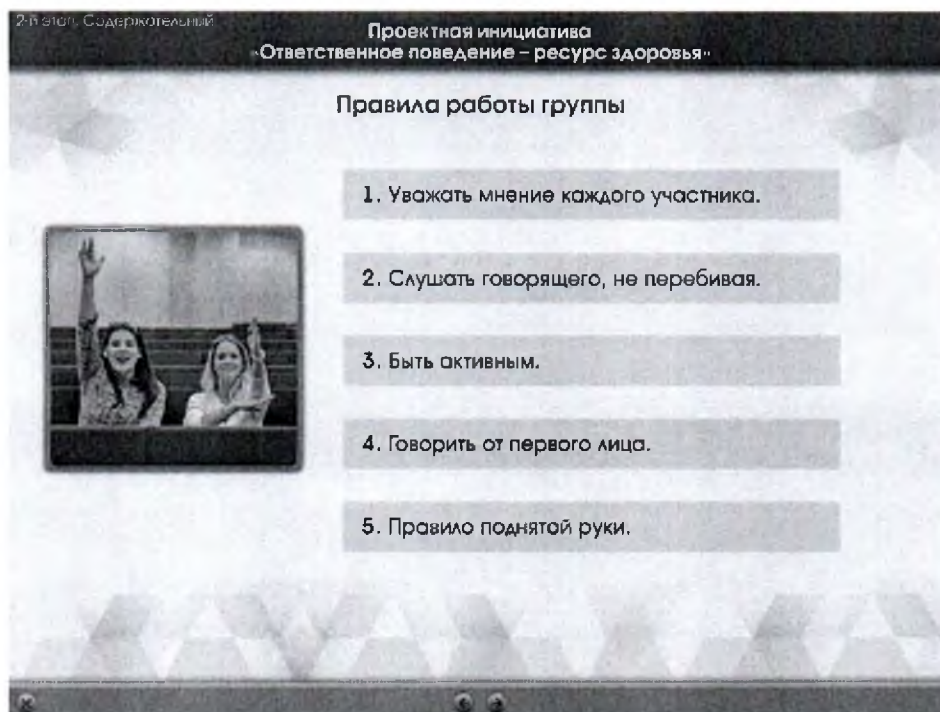 2-й этап. Содержательный
Проектная инициатива
«Ответственное поведение – ресурс здоровья»
Правила работы группы
1. Уважать мнение каждого участника.
2. Слушать говорящего, не перебивая.
3. Быть активным.
4. Говорить от первого лица.
5. Правило поднятой руки.